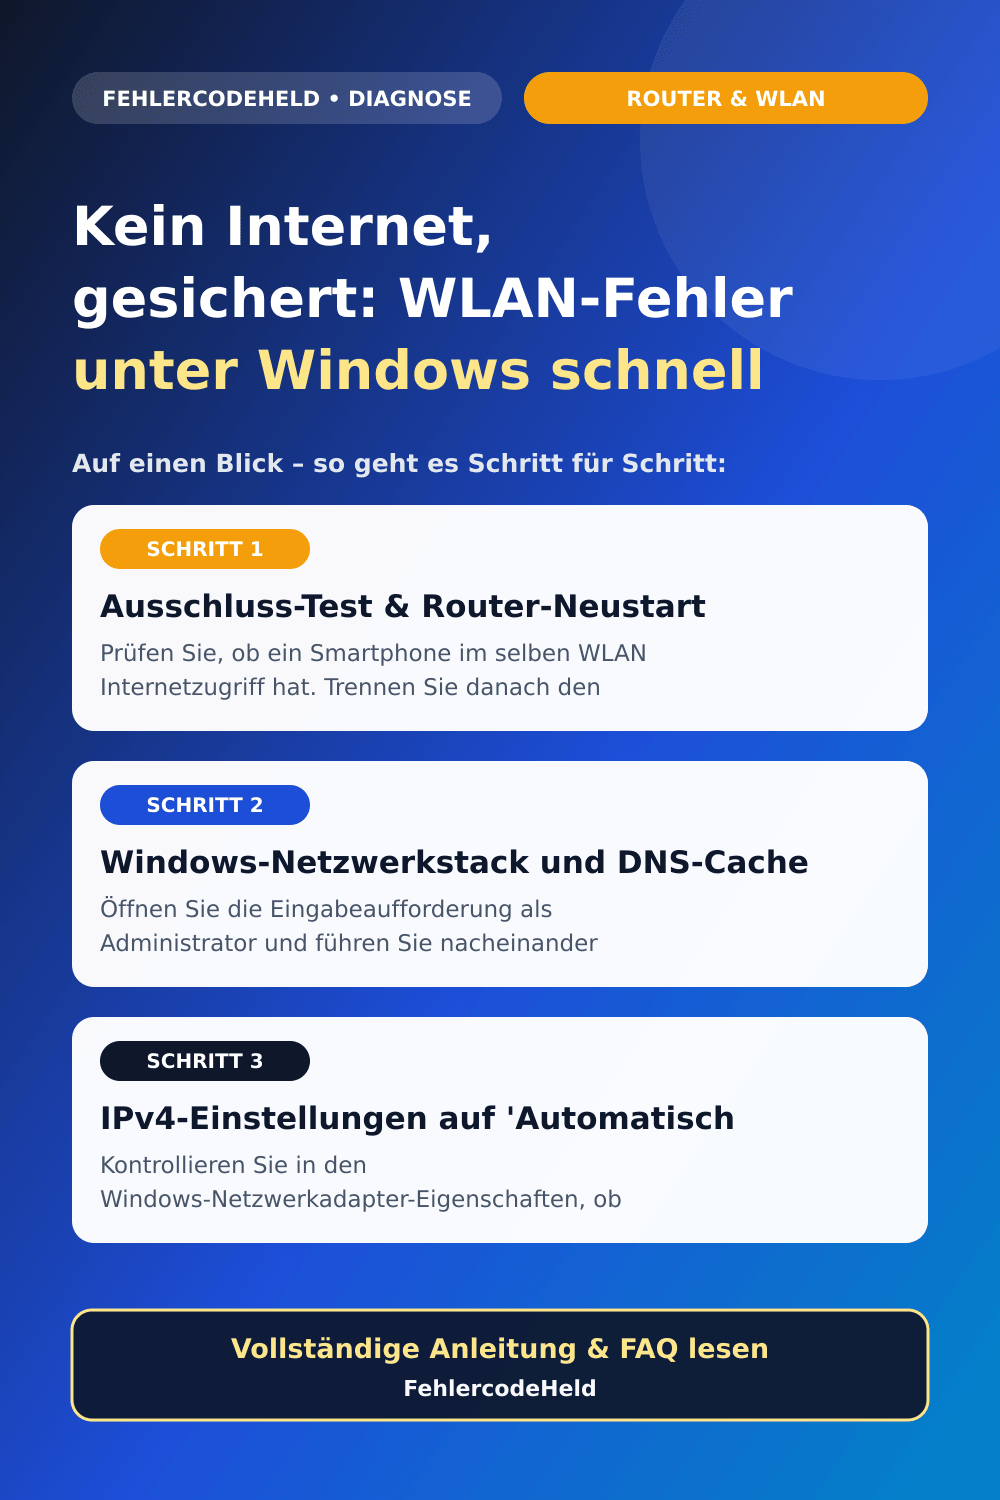 FEHLERCODEHELD • DIAGNOSE
ROUTER & WLAN
Kein Internet,
gesichert: WLAN-Fehler
unter Windows schnell
Auf einen Blick – so geht es Schritt für Schritt:
SCHRITT 1
Ausschluss-Test & Router-Neustart
Prüfen Sie, ob ein Smartphone im selben WLAN
Internetzugriff hat. Trennen Sie danach den
SCHRITT 2
Windows-Netzwerkstack und DNS-Cache
Öffnen Sie die Eingabeaufforderung als
Administrator und führen Sie nacheinander
SCHRITT 3
IPv4-Einstellungen auf 'Automatisch
Kontrollieren Sie in den
Windows-Netzwerkadapter-Eigenschaften, ob
Vollständige Anleitung & FAQ lesen
FehlercodeHeld